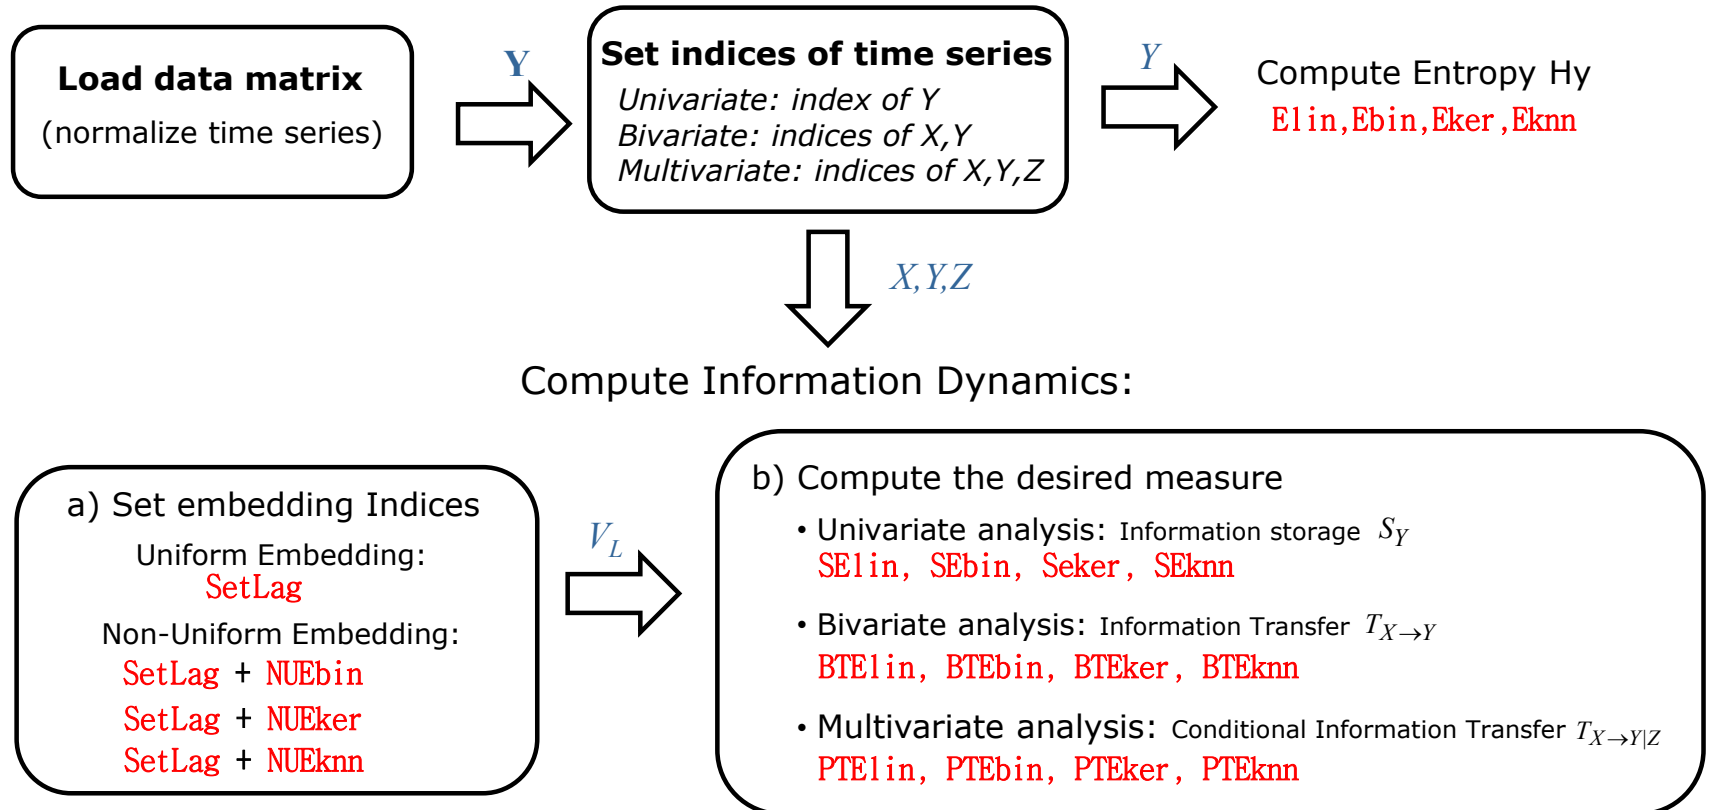 Load data matrix
(normalize time series)
Y
Set indices of time series
Univariate: index of Y
Bivariate: indices of X,Y
Multivariate: indices of X,Y,Z
Y
Compute Entropy Hy
Elin,Ebin,Eker,Eknn
X,Y,Z
Compute Information Dynamics:
a) Set embedding Indices
Uniform Embedding:
SetLag
Non-Uniform Embedding:
SetLag + NUEbin
SetLag + NUEker
SetLag + NUEknn
V_L
b) Compute the desired measure
• Univariate analysis: Information storage S_Y
SElin, SEbin, Seker, SEknn
• Bivariate analysis: Information Transfer T_{X→Y}
BTElin, BTEbin, BTEker, BTEknn
• Multivariate analysis: Conditional Information Transfer T_{X→Y|Z}
PTElin, PTEbin, PTEker, PTEknn